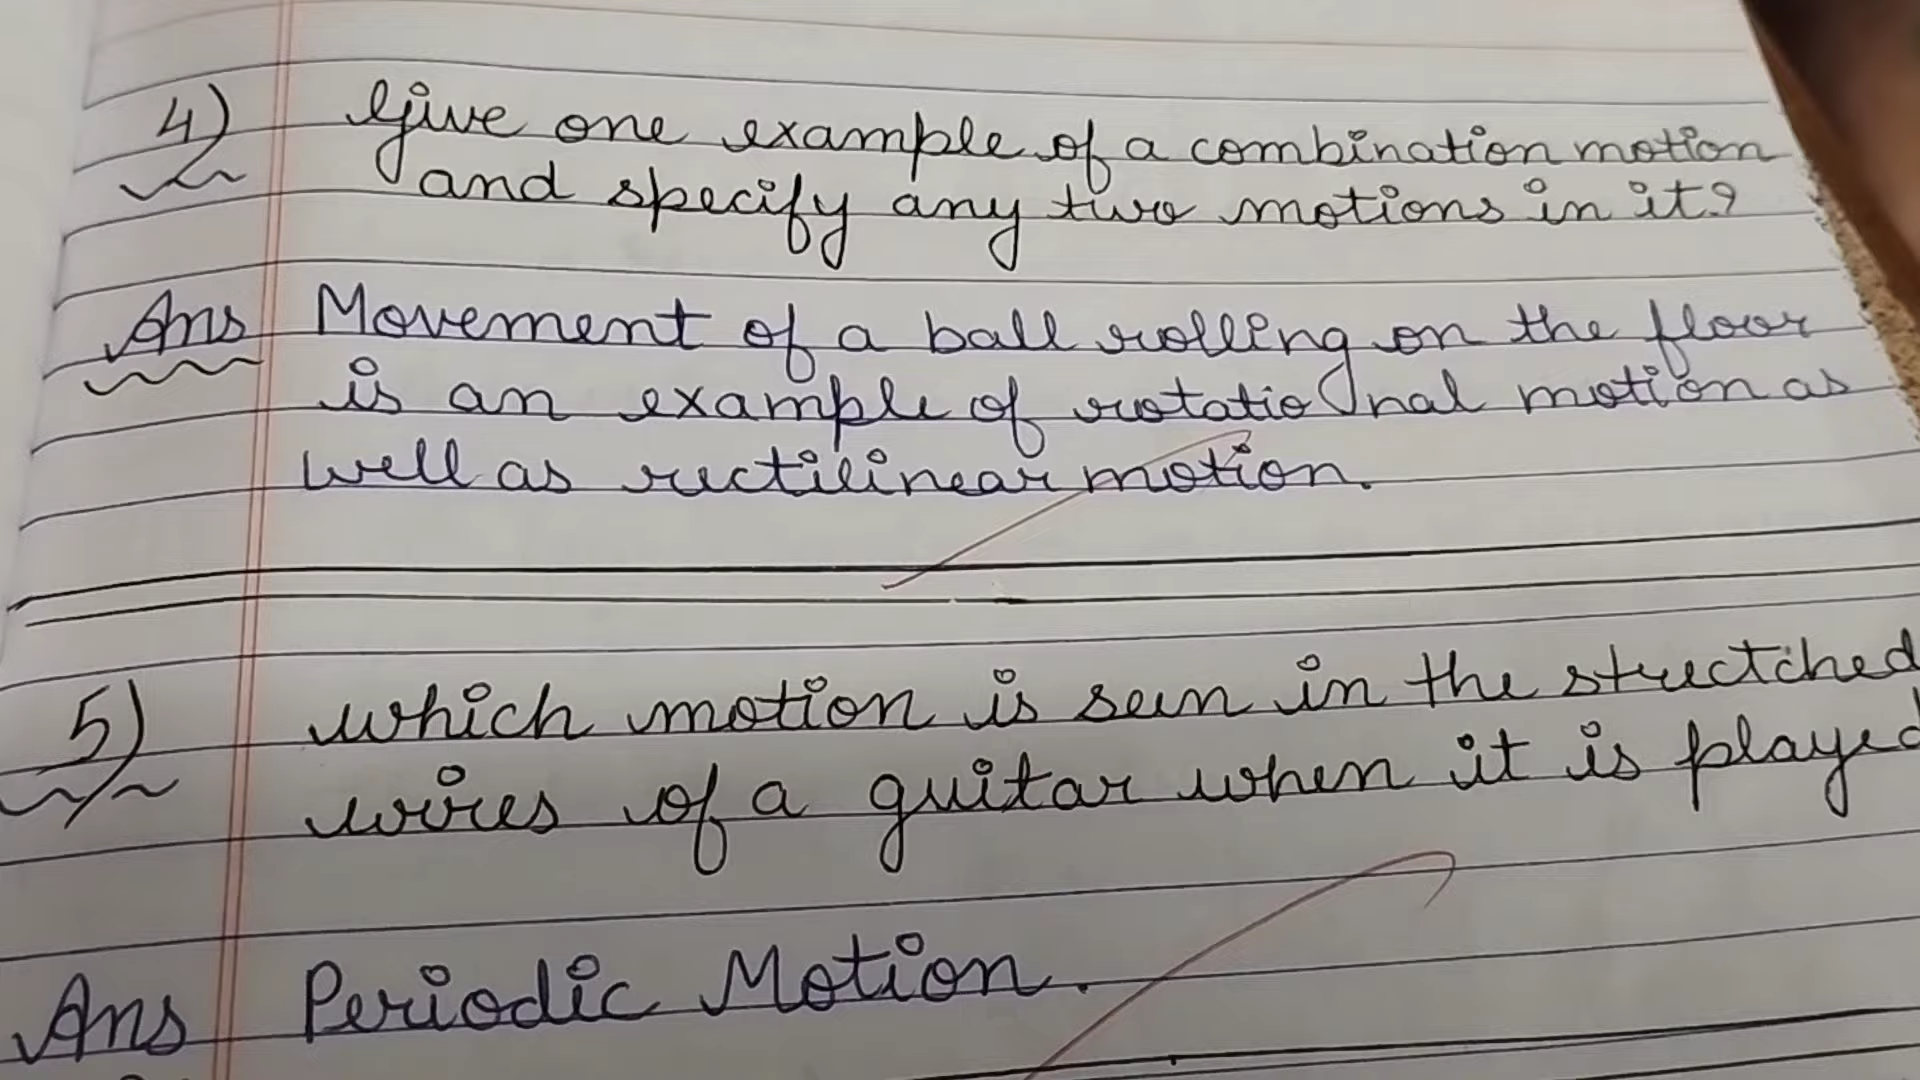 4) Give one example of a combination motion
and specify any two motions in it?
Ans Movement of a ball rolling on the floor
is an example of rotational motion as
well as rectilinear motion.
5) which motion is seen in the stretched
wires of a guitar when it is played
Ans Periodic Motion.